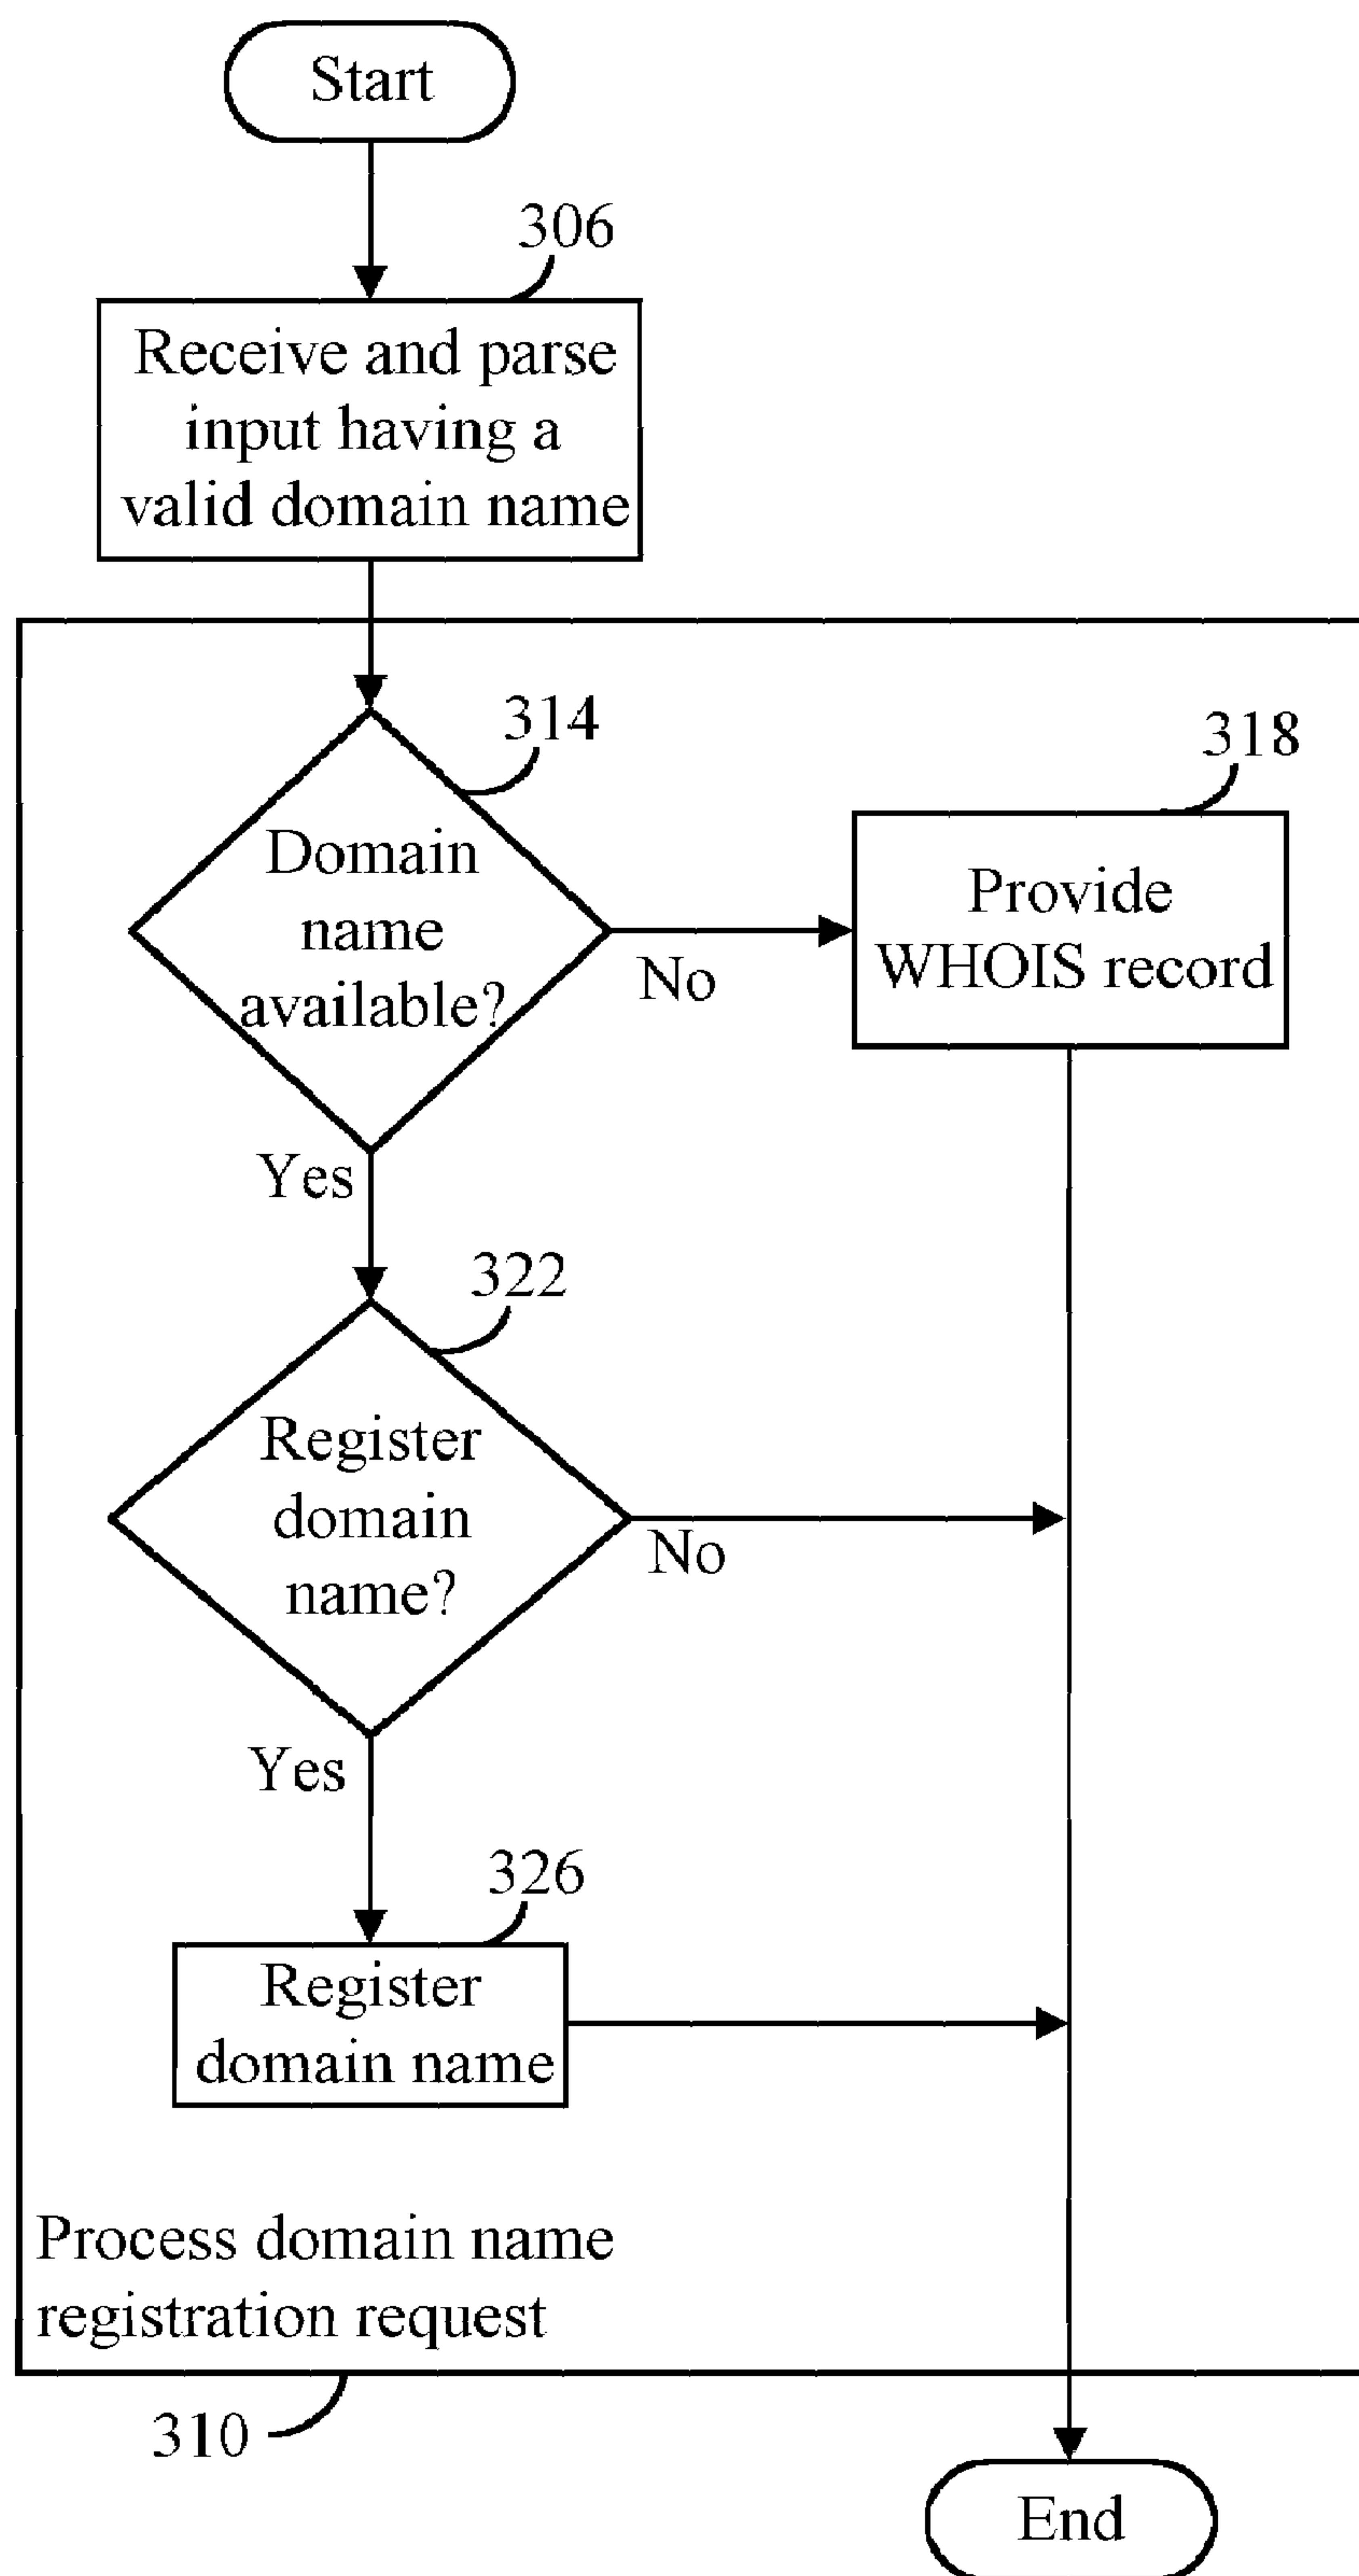 Start
306
Receive and parse
input having a
valid domain name
314
318
Domain
name
available?
Provide
WHOIS record
No
Yes
322
Register
domain
name?
No
Yes
326
Register
domain name
Process domain name
registration request
310
End